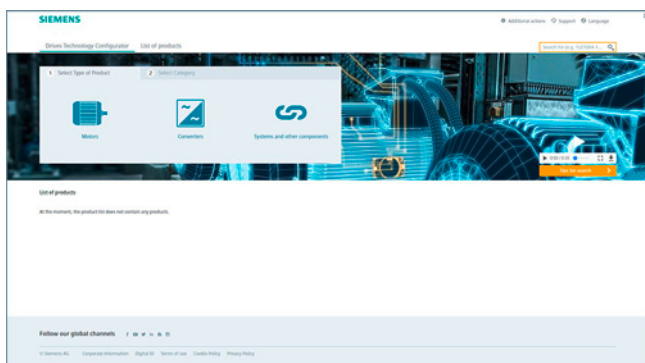 SIEMENS
Additional actions Support Language
Drives Technology Configurator List of products
1 Select Type of Product 2 Select Category
Motors Converters Systems and other components
Tips for search
List of products
At the moment, the product list does not contain any products.
Follow our global channels
© Siemens AG Corporate Information Digital ID Terms of use Cookie Policy Privacy Policy